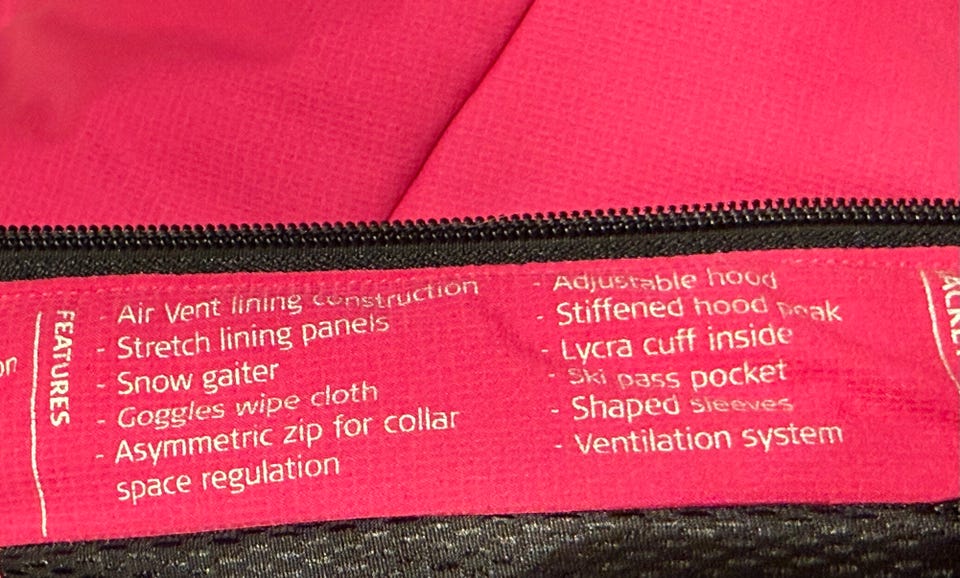 on
FEATURES
- Air Vent lining construction
- Stretch lining panels
- Snow gaiter
- Goggles wipe cloth
- Asymmetric zip for collar
space regulation
- Adjustable hood
- Stiffened hood peak
- Lycra cuff inside
- Ski pass pocket
- Shaped sleeves
- Ventilation system